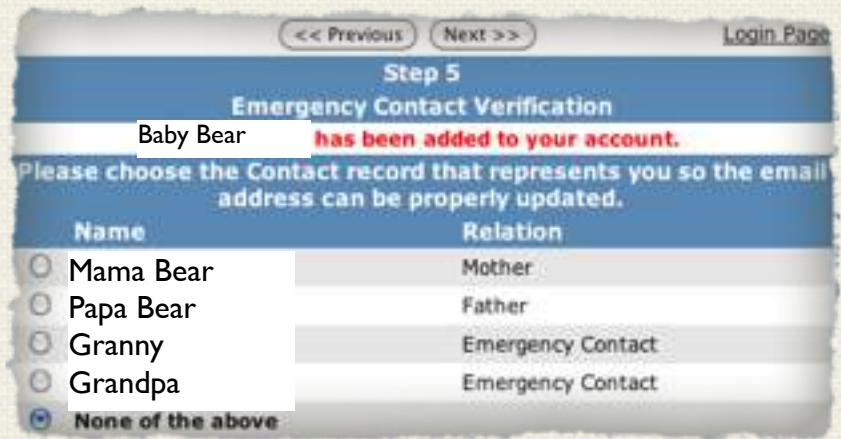 << Previous Next >> Login Page
Step 5
Emergency Contact Verification
Baby Bear has been added to your account.
Please choose the Contact record that represents you so the email
address can be properly updated.
Name Relation
Mama Bear Mother
Papa Bear Father
Granny Emergency Contact
Grandpa Emergency Contact
None of the above